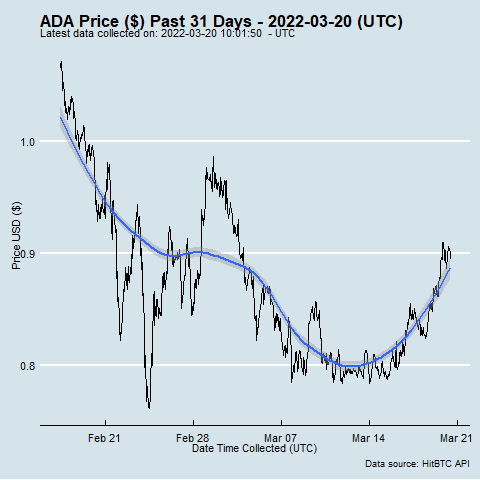 ADA Price ($) Past 31 Days - 2022-03-20 (UTC)
Latest data collected on: 2022-03-20 10:01:50 - UTC
1.0
0.9
0.8
Price USD ($)
Feb 21 Feb 28 Mar 07 Mar 14 Mar 21
Date Time Collected (UTC)
Data source: HitBTC API